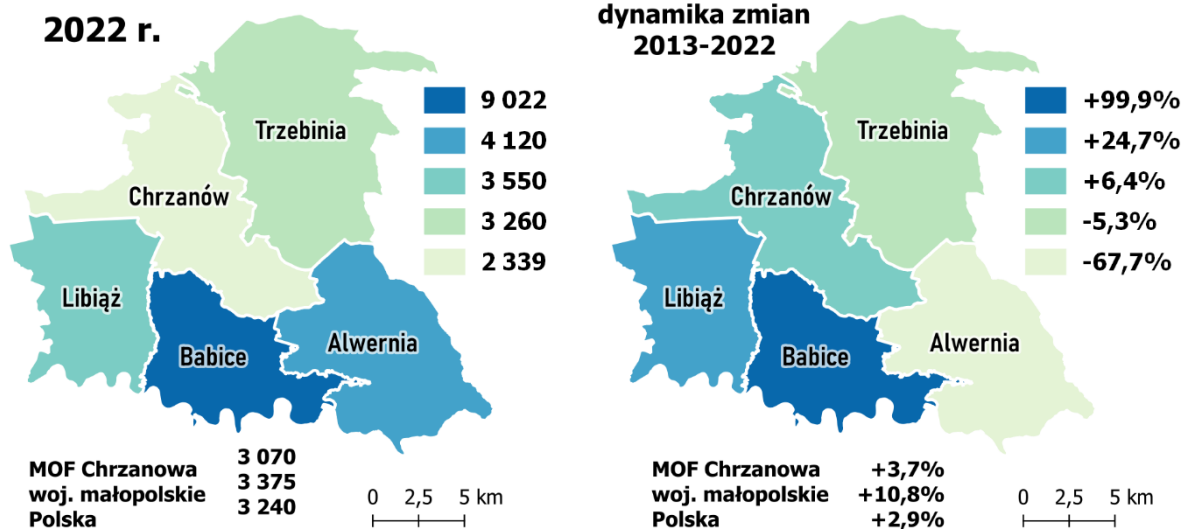 2022 r.
9 022
4 120
3 550
3 260
2 339
Trzebinia
Chrzanów
Libiąż
Babice
Alwernia
MOF Chrzanowa 3 070
woj. małopolskie 3 375
Polska 3 240
0 2,5 5 km
dynamika zmian
2013-2022
+99,9%
+24,7%
+6,4%
-5,3%
-67,7%
Trzebinia
Chrzanów
Libiąż
Babice
Alwernia
MOF Chrzanowa +3,7%
woj. małopolskie +10,8%
Polska +2,9%
0 2,5 5 km